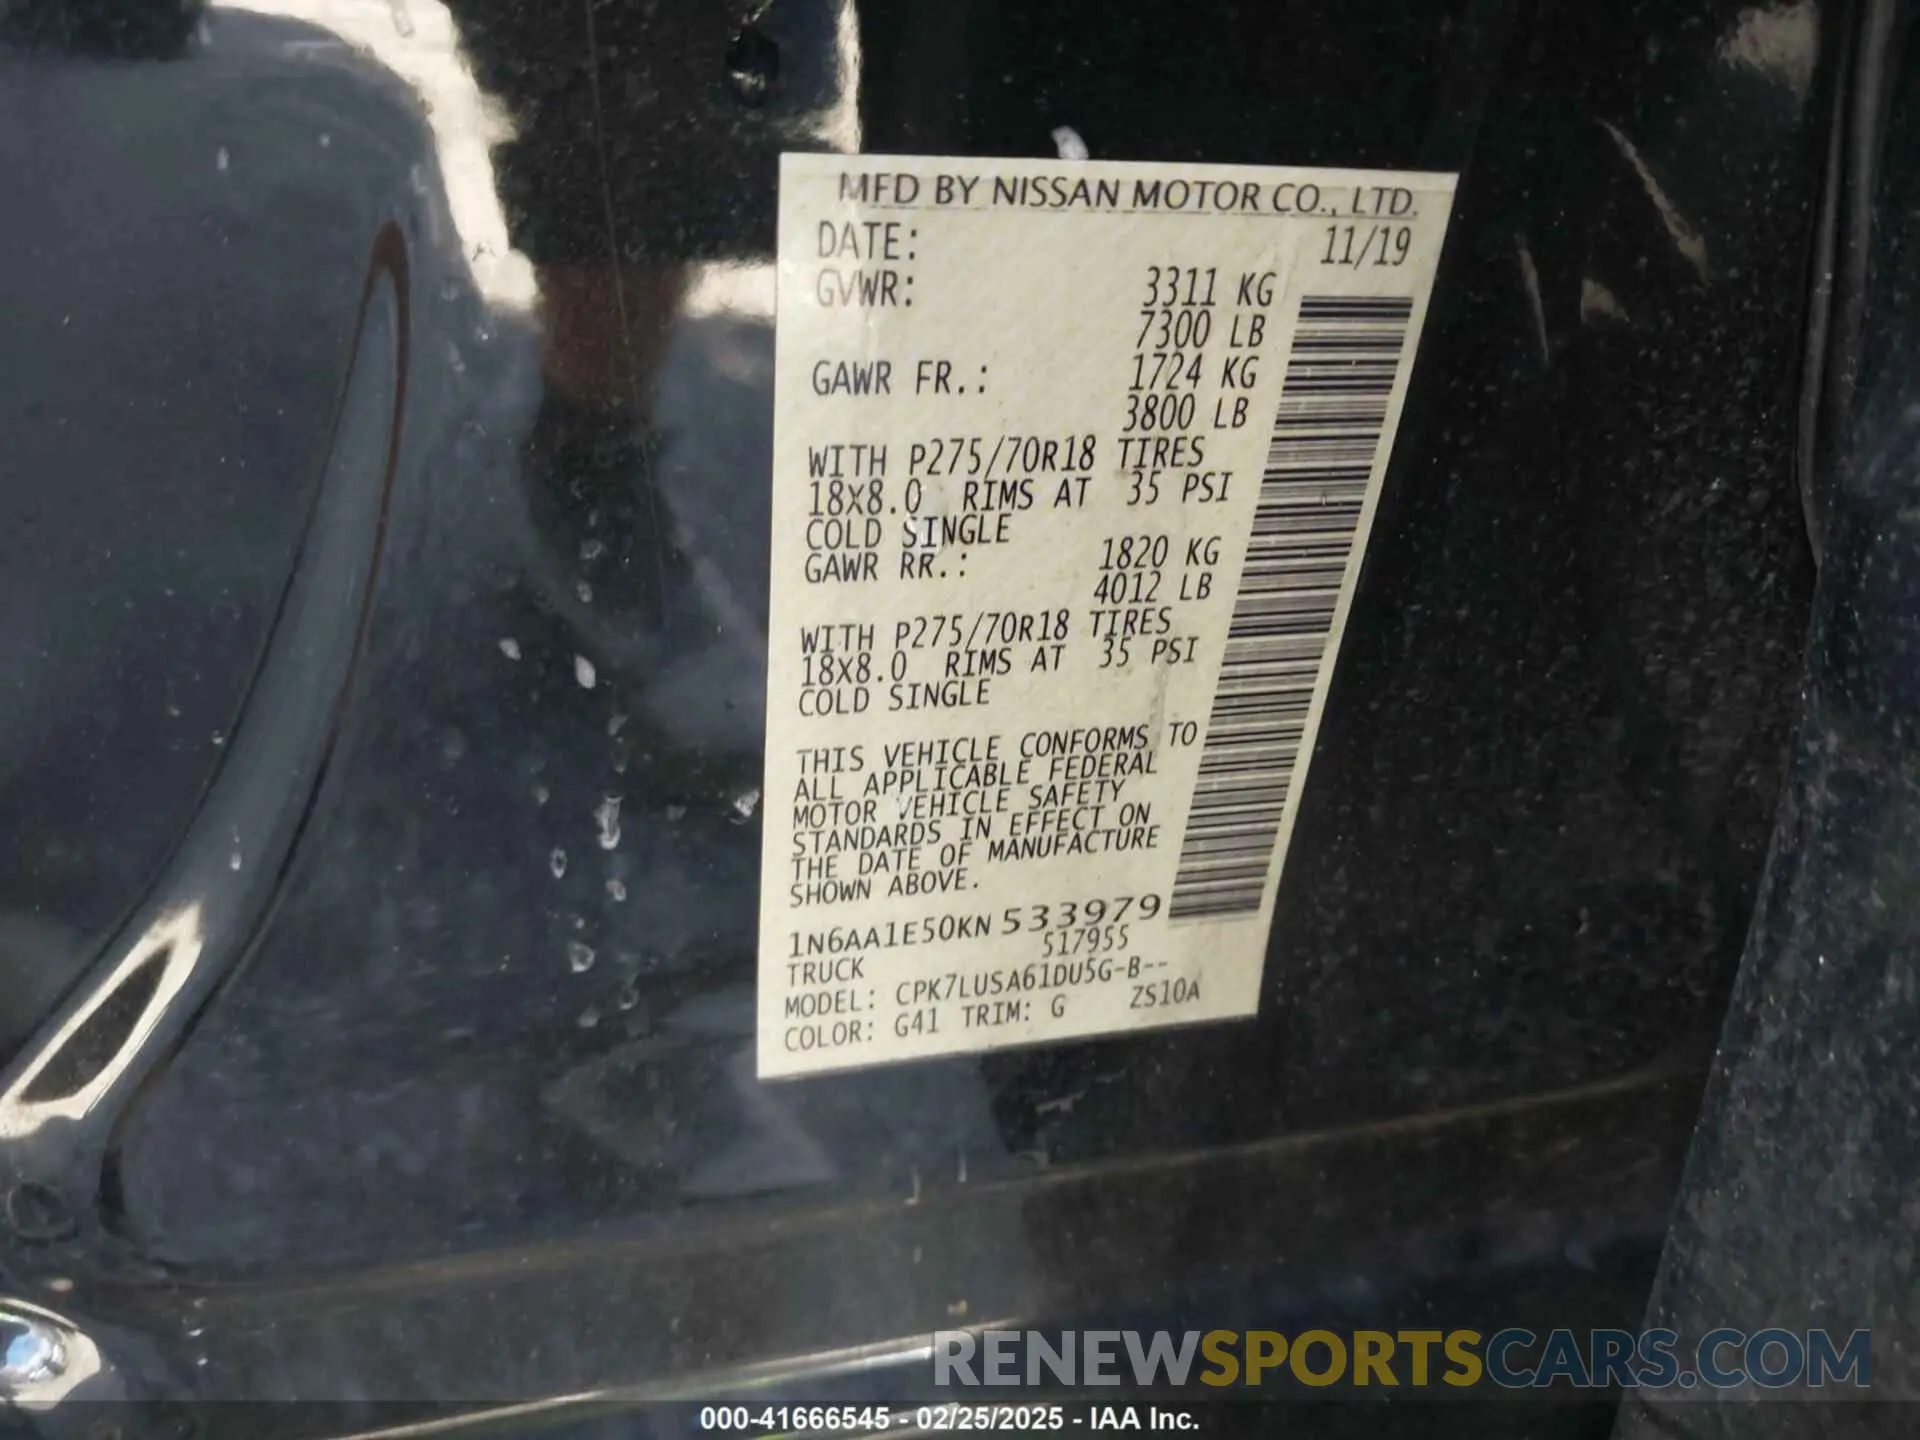 MFD BY NISSAN MOTOR CO., LTD.
DATE: 11/19
GVWR: 3311 KG
7300 LB
GAWR FR.: 1724 KG
3800 LB
WITH P275/70R18 TIRES
18X8.0 RIMS AT 35 PSI
COLD SINGLE
GAWR RR.: 1820 KG
4012 LB
WITH P275/70R18 TIRES
18X8.0 RIMS AT 35 PSI
COLD SINGLE
THIS VEHICLE CONFORMS TO
ALL APPLICABLE FEDERAL
MOTOR VEHICLE SAFETY
STANDARDS IN EFFECT ON
THE DATE OF MANUFACTURE
SHOWN ABOVE.
1N6AA1E50KN 533979
517955
TRUCK
MODEL: CPK7LUSA61DU5G-B--
COLOR: G41 TRIM: G ZS10A
RENEWSPORTSCARS.COM
000-41666545 - 02/25/2025 - IAA Inc.